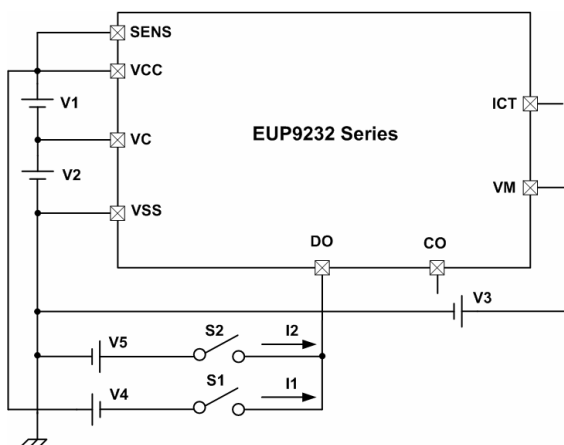 SENS
VCC
V1
ICT
VC
EUP9232 Series
V2
VM
VSS
DO
CO
V3
S2
I2
V5
S1
I1
V4